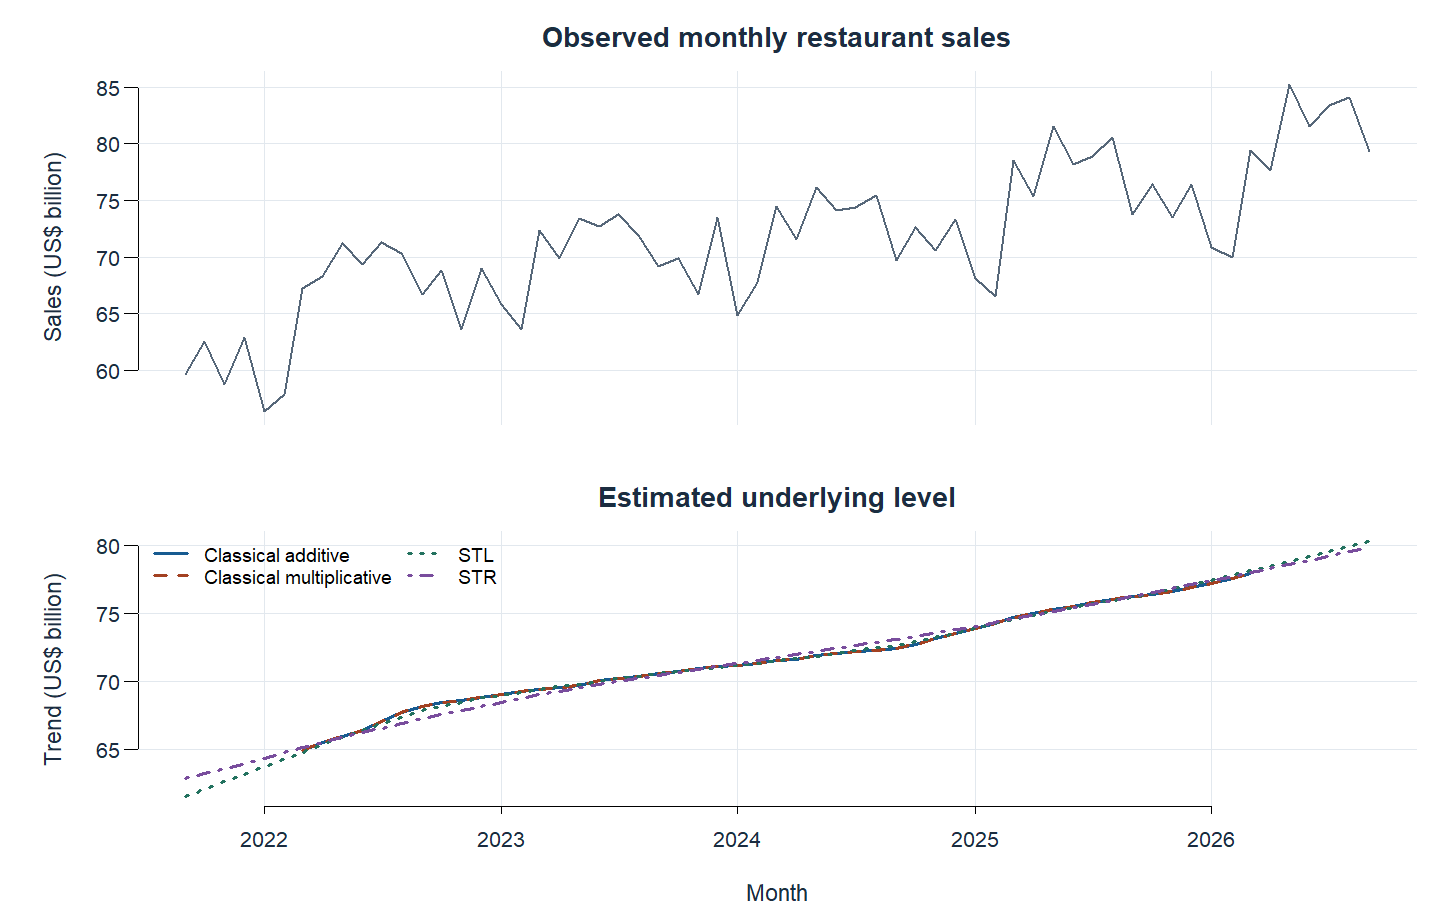 Observed monthly restaurant sales
Sales (US$ billion)
85
80
75
70
65
60
Estimated underlying level
Trend (US$ billion)
80
75
70
65
Classical additive
Classical multiplicative
STL
STR
2022 2023 2024 2025 2026
Month